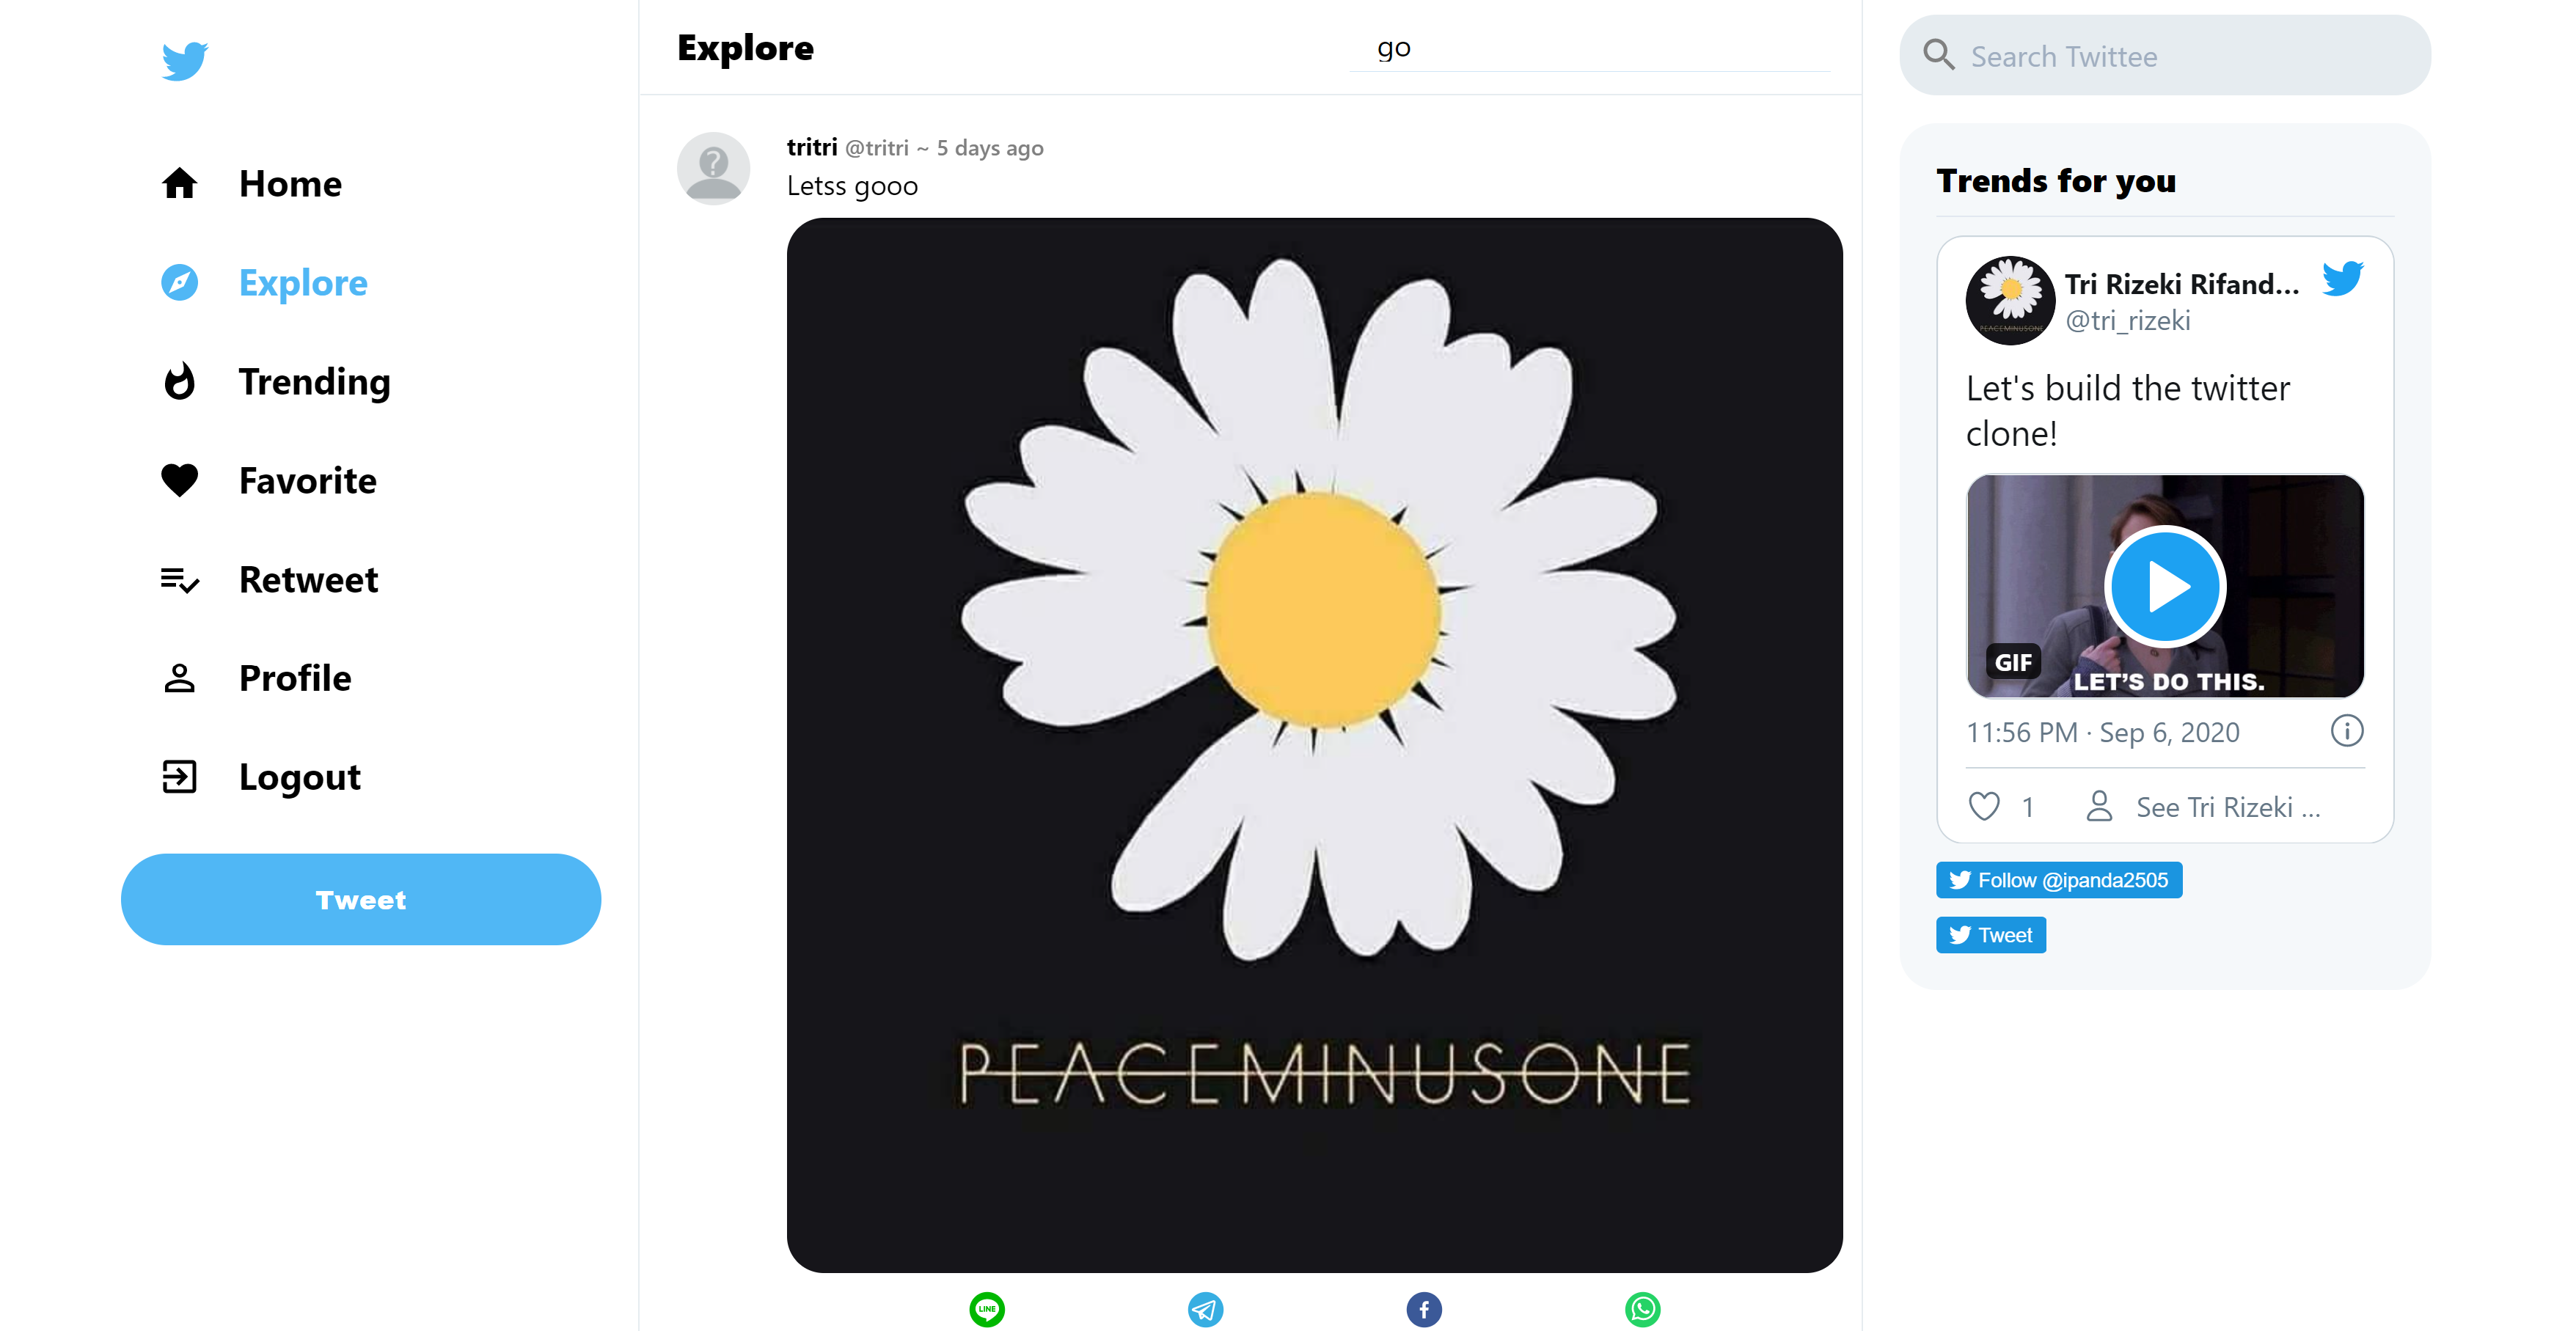 Home
Explore
Trending
Favorite
Retweet
Profile
Logout
Tweet
Explore
go
tritri @tritri ~ 5 days ago
Letss gooo
PEACEMINUSONE
LINE
Search Twittee
Trends for you
Tri Rizeki Rifand...
@tri_rizeki
PEACEMINUSONE
Let's build the twitter
clone!
GIF
LET'S DO THIS.
11:56 PM · Sep 6, 2020
1
See Tri Rizeki ...
Follow @ipanda2505
Tweet